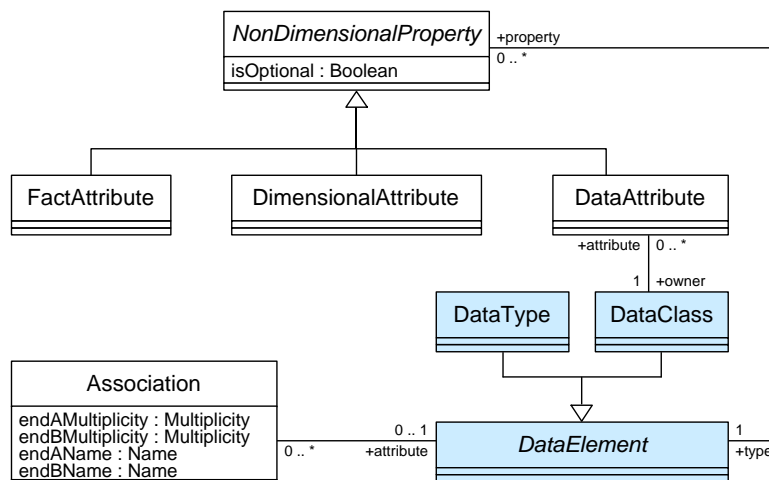 NonDimensionalProperty
+property
0 .. *
isOptional : Boolean
FactAttribute
DimensionalAttribute
DataAttribute
+attribute
0 .. *
1
+owner
DataType
DataClass
Association
endAMultiplicity : Multiplicity
endBMultiplicity : Multiplicity
endAName : Name
endBName : Name
0 .. *
0 .. 1
+attribute
DataElement
1
+type